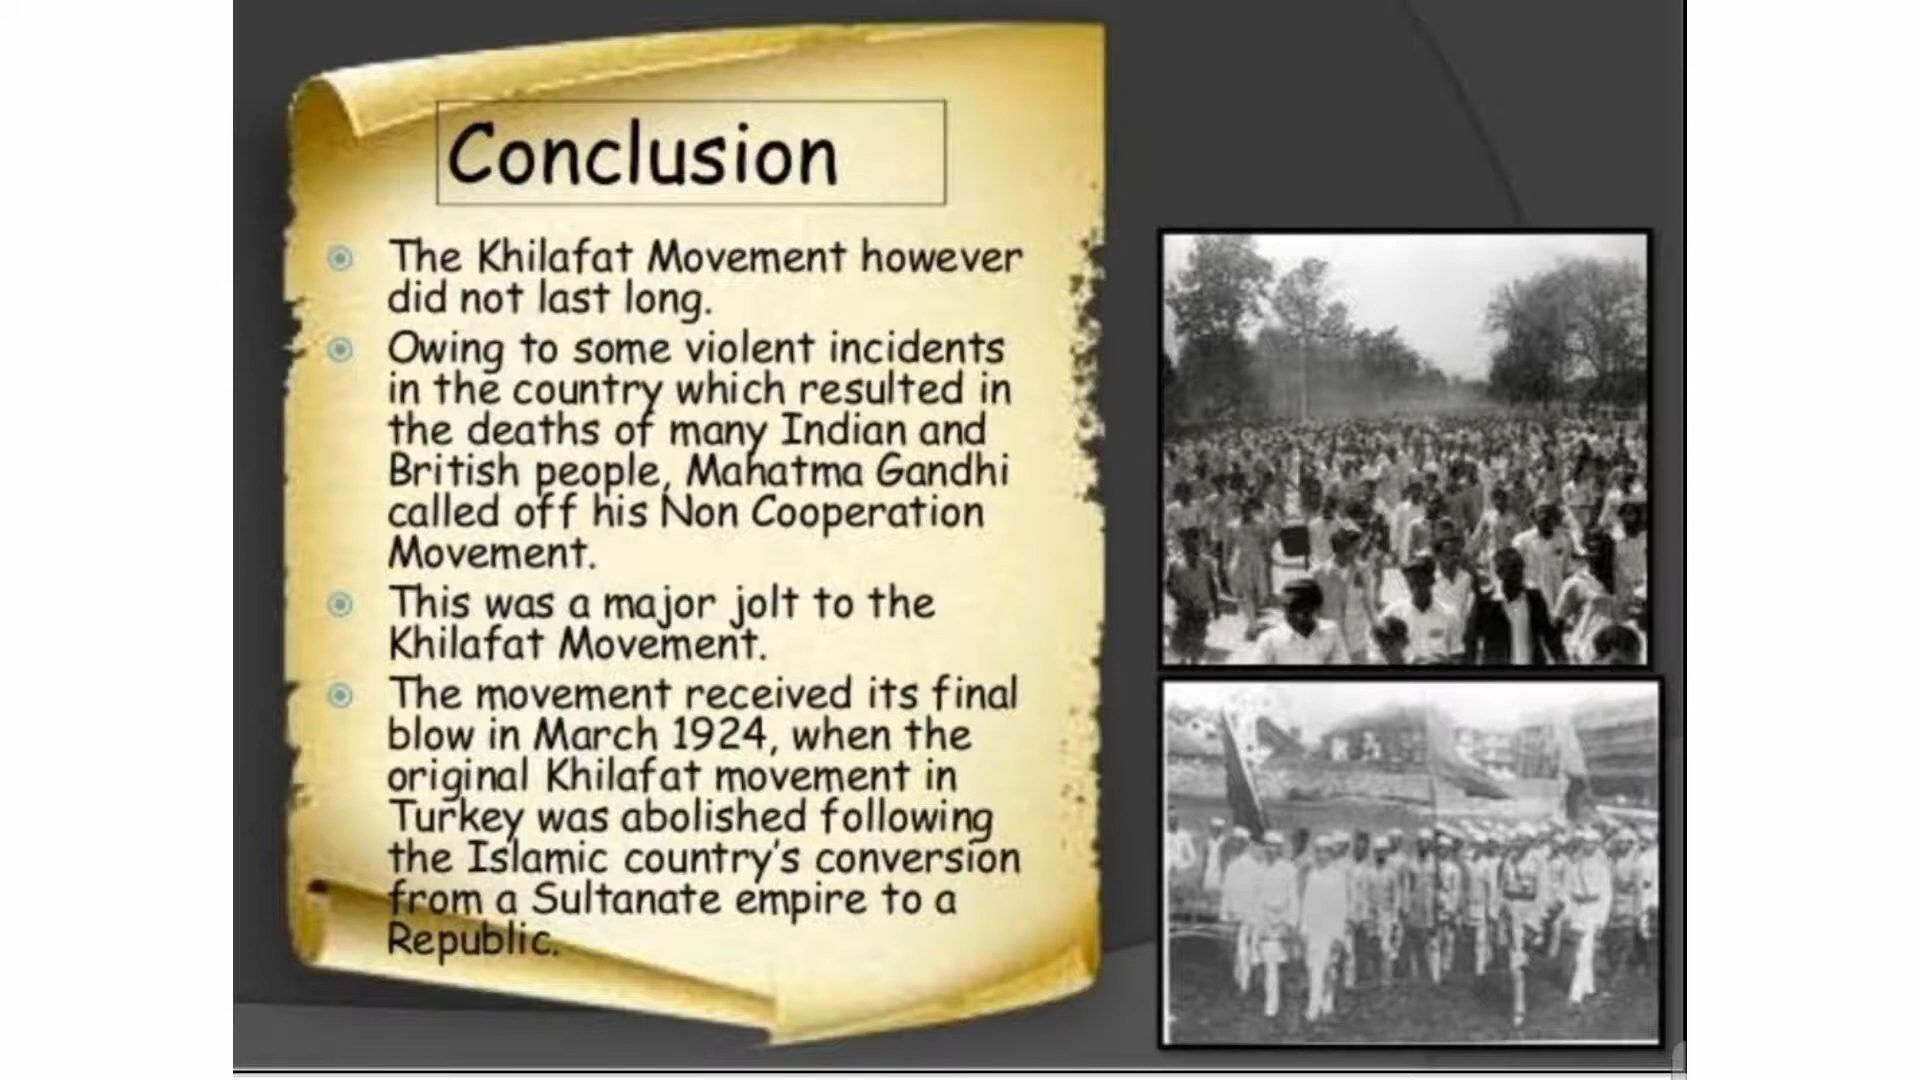 Conclusion
The Khilafat Movement however
did not last long.
Owing to some violent incidents
in the country which resulted in
the deaths of many Indian and
British people, Mahatma Gandhi
called off his Non Cooperation
Movement.
This was a major jolt to the
Khilafat Movement.
The movement received its final
blow in March 1924, when the
original Khilafat movement in
Turkey was abolished following
the Islamic country's conversion
from a Sultanate empire to a
Republic.